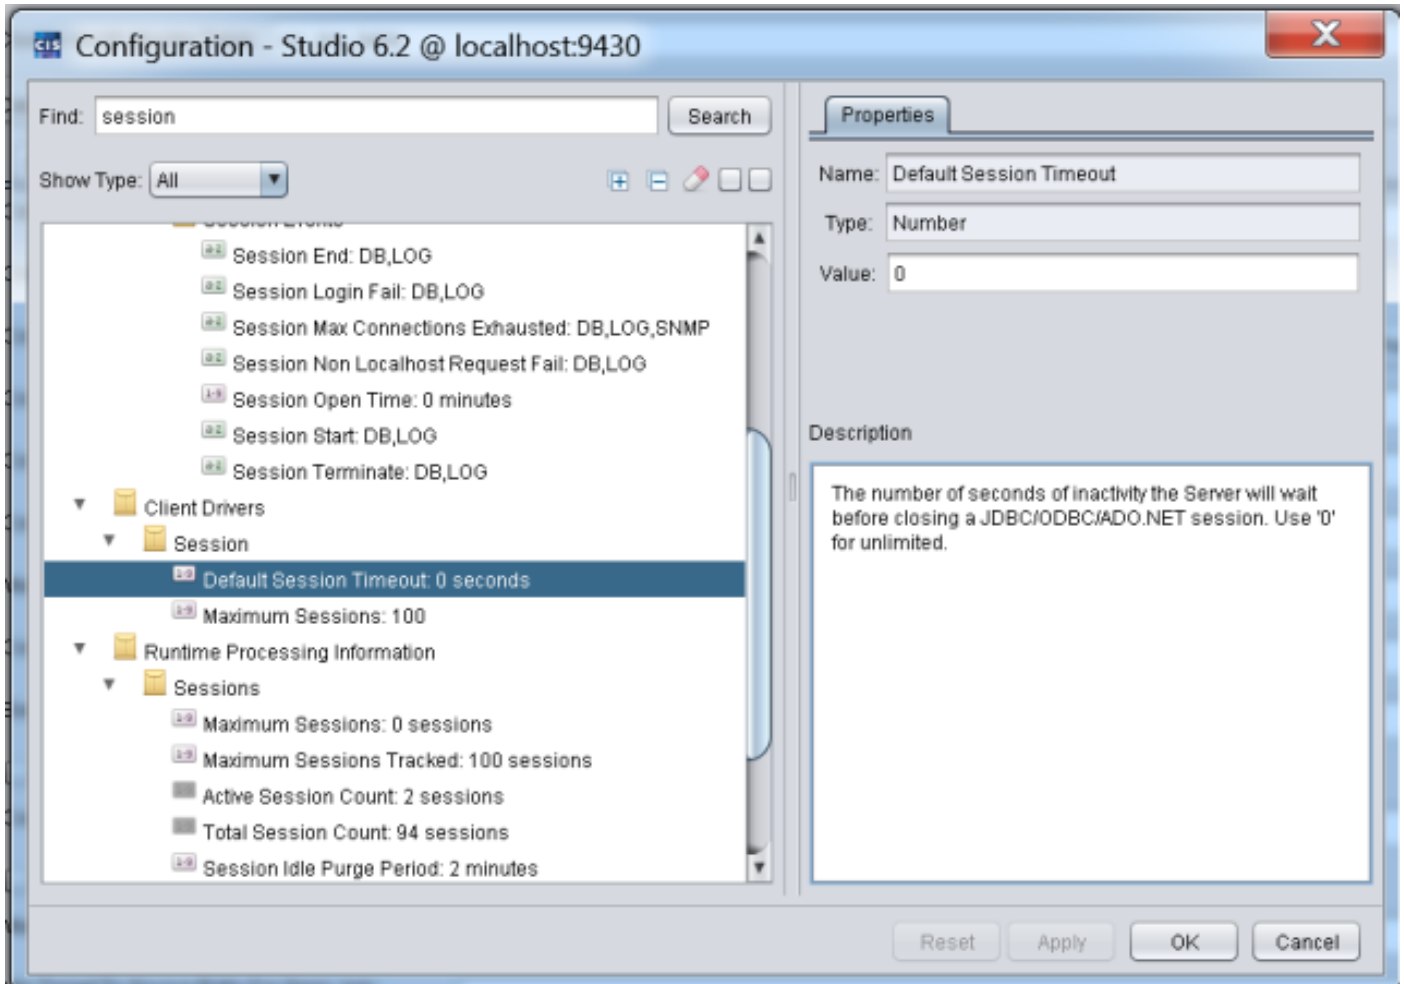 CIS Configuration - Studio 6.2 @ localhost:9430
X
Find: session Search
Show Type: All
Session Events
Session End: DB,LOG
Session Login Fail: DB,LOG
Session Max Connections Exhausted: DB,LOG,SNMP
Session Non Localhost Request Fail: DB,LOG
Session Open Time: 0 minutes
Session Start: DB,LOG
Session Terminate: DB,LOG
Client Drivers
Session
Default Session Timeout: 0 seconds
Maximum Sessions: 100
Runtime Processing Information
Sessions
Maximum Sessions: 0 sessions
Maximum Sessions Tracked: 100 sessions
Active Session Count: 2 sessions
Total Session Count: 94 sessions
Session Idle Purge Period: 2 minutes
Properties
Name: Default Session Timeout
Type: Number
Value: 0
Description
The number of seconds of inactivity the Server will wait
before closing a JDBC/ODBC/ADO.NET session. Use '0'
for unlimited.
Reset Apply OK Cancel